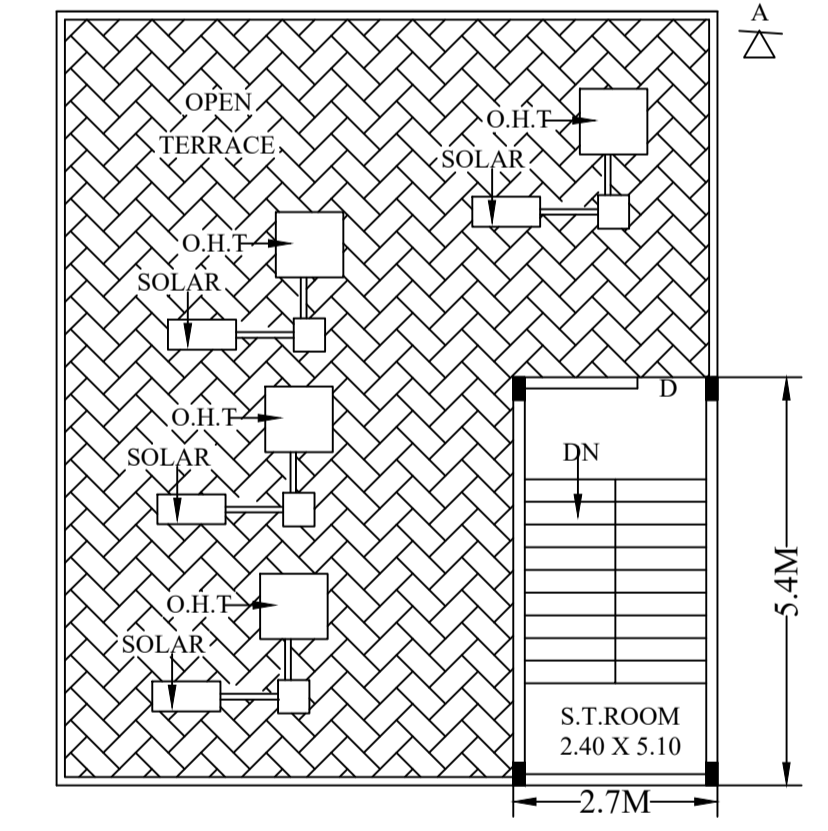 A
OPEN
TERRACE
O.H.T
SOLAR
O.H.T
SOLAR
D
O.H.T
DN
SOLAR
5.4M
O.H.T
SOLAR
S.T.ROOM
2.40 X 5.10
2.7M